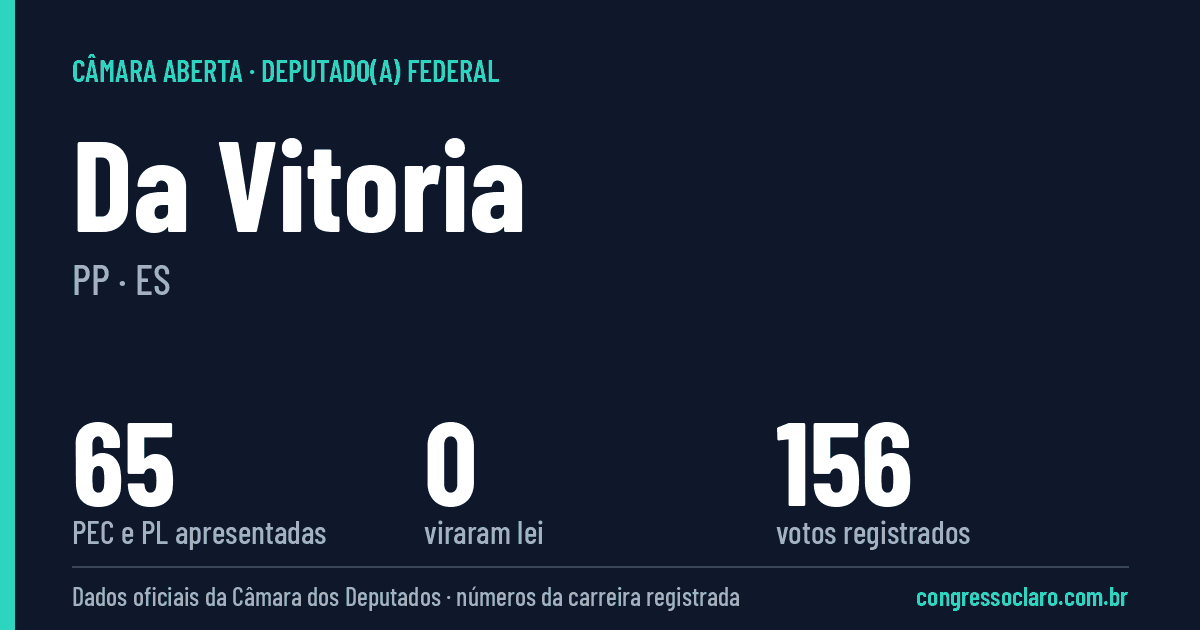 CÂMARA ABERTA · DEPUTADO(A) FEDERAL
Da Vitoria
PP · ES
65 0 156
PEC e PL apresentadas viraram lei votos registrados
Dados oficiais da Câmara dos Deputados · números da carreira registrada congressoclaro.com.br